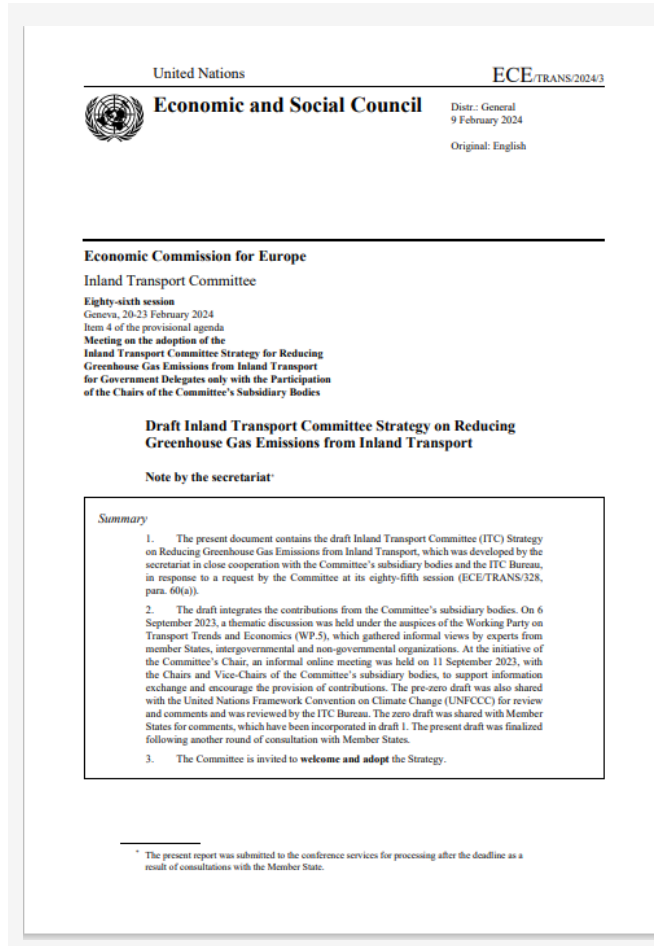 United Nations
ECE/TRANS/2024/3
Economic and Social Council
Distr.: General
9 February 2024
Original: English
Economic Commission for Europe
Inland Transport Committee
Eighty-sixth session
Geneva, 20-23 February 2024
Item 4 of the provisional agenda
Meeting on the adoption of the
Inland Transport Committee Strategy for Reducing
Greenhouse Gas Emissions from Inland Transport
for Government Delegates only with the Participation
of the Chairs of the Committee's Subsidiary Bodies
Draft Inland Transport Committee Strategy on Reducing
Greenhouse Gas Emissions from Inland Transport
Note by the secretariat*
Summary
1. The present document contains the draft Inland Transport Committee (ITC) Strategy
on Reducing Greenhouse Gas Emissions from Inland Transport, which was developed by the
secretariat in close cooperation with the Committee's subsidiary bodies and the ITC Bureau,
in response to a request by the Committee at its eighty-fifth session (ECE/TRANS/328,
para. 60(a)).
2. The draft integrates the contributions from the Committee's subsidiary bodies. On 6
September 2023, a thematic discussion was held under the auspices of the Working Party on
Transport Trends and Economics (WP.5), which gathered informal views by experts from
member States, intergovernmental and non-governmental organizations. At the initiative of
the Committee's Chair, an informal online meeting was held on 11 September 2023, with
the Chairs and Vice-Chairs of the Committee's subsidiary bodies, to support information
exchange and encourage the provision of contributions. The pre-zero draft was also shared
with the United Nations Framework Convention on Climate Change (UNFCCC) for review
and comments and was reviewed by the ITC Bureau. The zero draft was shared with Member
States for comments, which have been incorporated in draft 1. The present draft was finalized
following another round of consultation with Member States.
3. The Committee is invited to welcome and adopt the Strategy.
* The present report was submitted to the conference services for processing after the deadline as a
result of consultations with the Member State.